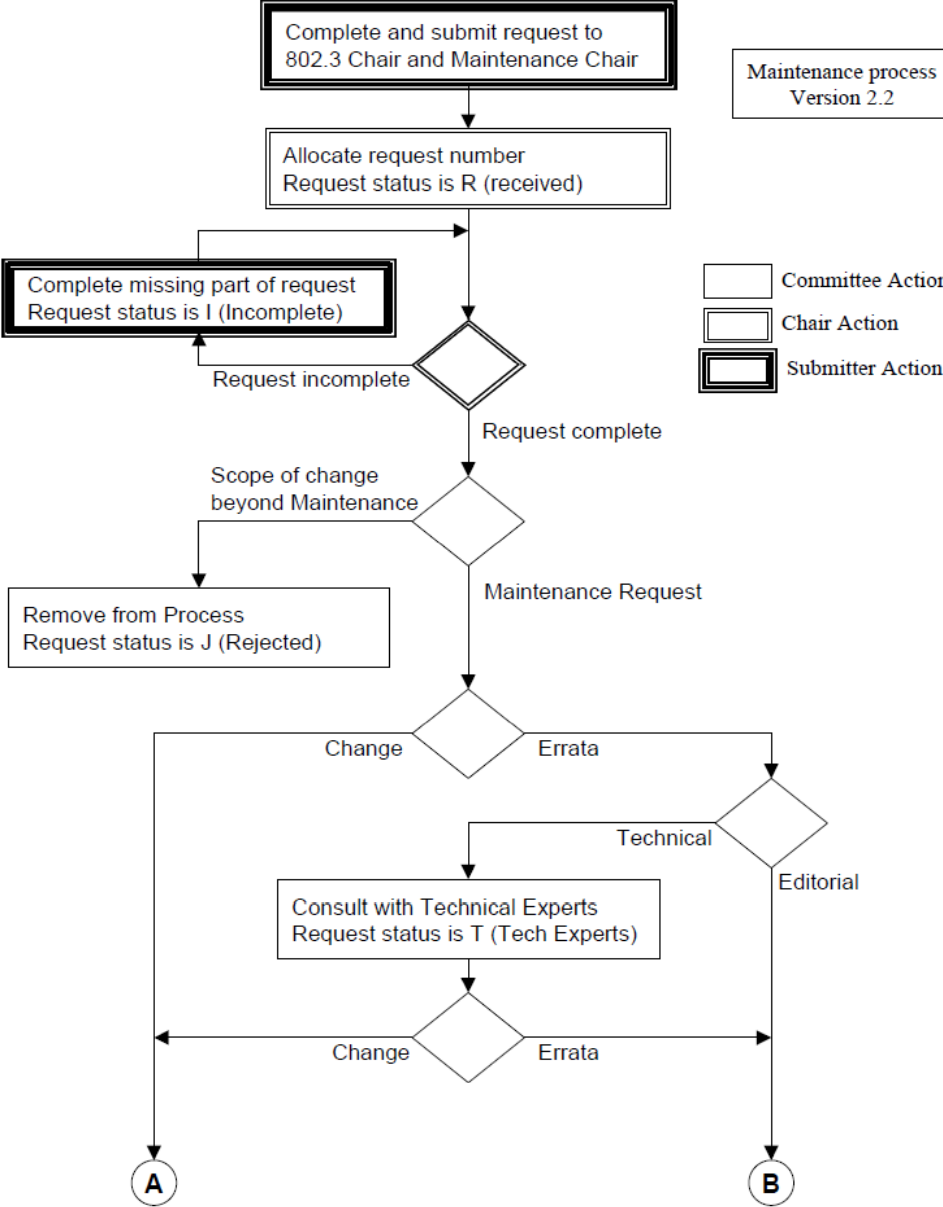 Complete and submit request to
802.3 Chair and Maintenance Chair
Maintenance process
Version 2.2
Allocate request number
Request status is R (received)
Complete missing part of request
Request status is I (Incomplete)
Committee Action
Chair Action
Submitter Action
Request incomplete
Request complete
Scope of change
beyond Maintenance
Maintenance Request
Remove from Process
Request status is J (Rejected)
Change
Errata
Technical
Editorial
Consult with Technical Experts
Request status is T (Tech Experts)
Change
Errata
A
B